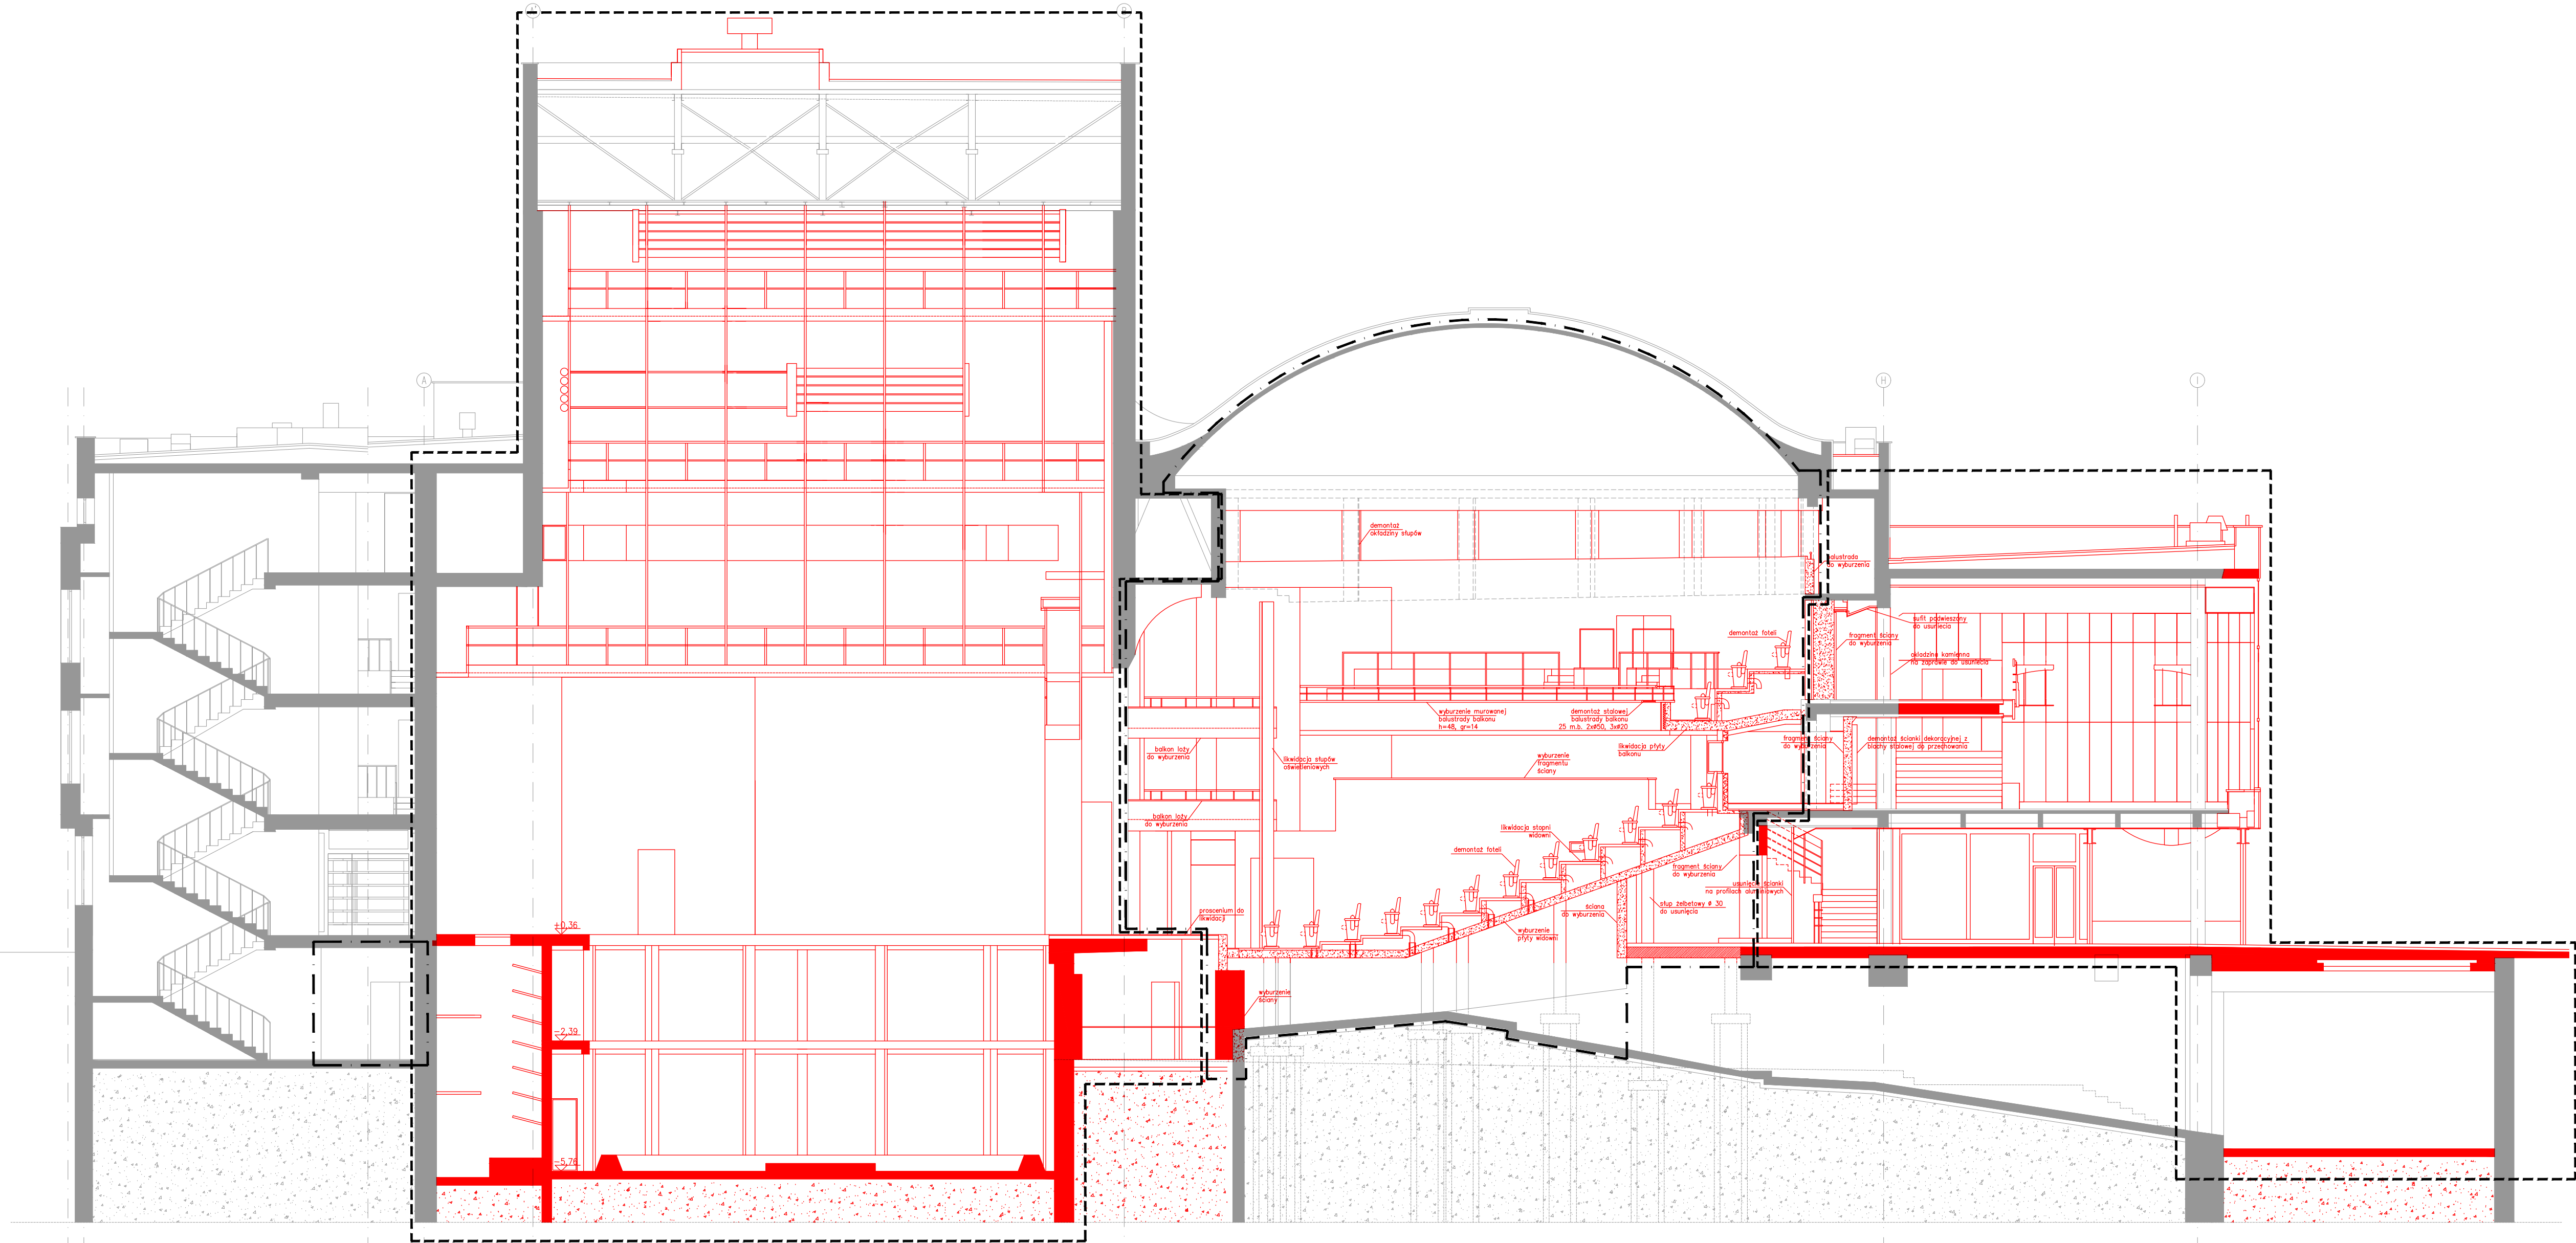 A'
B
A
H
I
demontaż
okładziny słupów
balustrada
do wyburzenia
sufit podwieszony
do usunięcia
demontaż foteli
fragment ściany
do wyburzenia
okładzina kamienna
na zaprawie do usunięcia
wyburzenie murowanej
balustrady balkonu
h=48, gr=14
demontaż stalowej
balustrady balkonu
25 m.b. 2xø50, 3xø20
fragment ściany
do wyburzenia
demontaż ścianki dekoracyjnej z
blachy stalowej do przechowania
balkon loży
do wyburzenia
likwidacja płyty
balkonu
likwidacja słupów
oświetleniowych
wyburzenie
fragmentu
ściany
balkon loży
do wyburzenia
likwidacja stopni
widowni
demontaż foteli
fragment ściany
do wyburzenia
usunięcie ścianki
na profilach aluminiowych
słup żelbetowy ø 30
do usunięcia
ściana
do wyburzenia
proscenium do
likwidacji
+0,36
wyburzenie
płyty widowni
wyburzenie
ściany
-2,39
-5,76